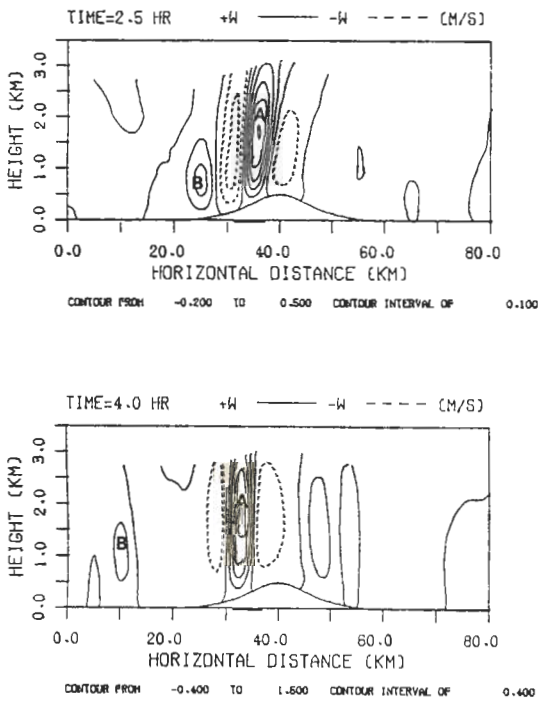 TIME=2.5 HR +W -W (M/S)
3.0
2.0
1.0
0.0
HEIGHT (KM)
A
B
0.0 20.0 40.0 60.0 80.0
HORIZONTAL DISTANCE (KM)
CONTOUR FROM -0.200 TO 0.500 CONTOUR INTERVAL OF 0.100
TIME=4.0 HR +W -W (M/S)
3.0
2.0
1.0
0.0
HEIGHT (KM)
A
B
0.0 20.0 40.0 60.0 80.0
HORIZONTAL DISTANCE (KM)
CONTOUR FROM -0.400 TO 1.500 CONTOUR INTERVAL OF 0.400